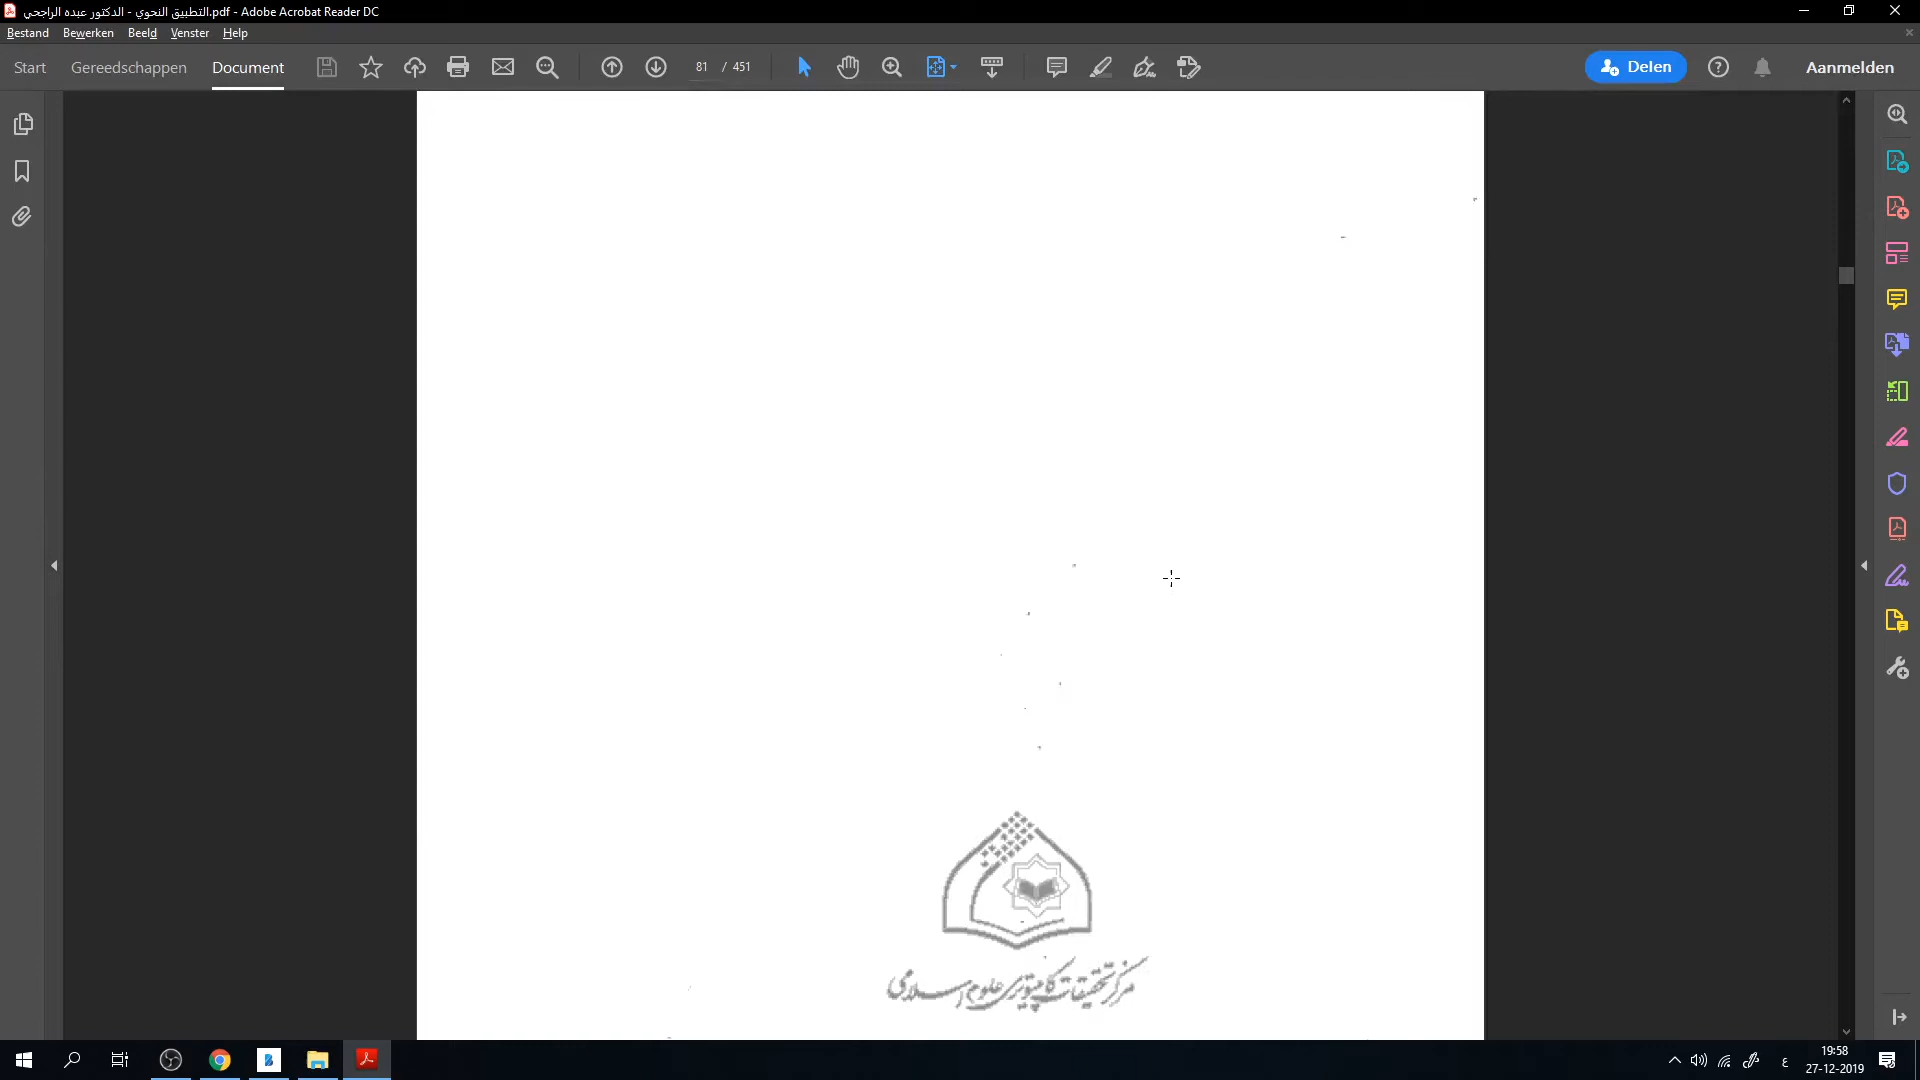 التطبيق النحوي - الدكتور عبده الراجحي.pdf - Adobe Acrobat Reader DC
Bestand Bewerken Beeld Venster Help
Start Gereedschappen Document 81 / 451 Delen Aanmelden
مرکز تحقیقات کامپیوتری علوم اسلامی
ع 19:58
27-12-2019